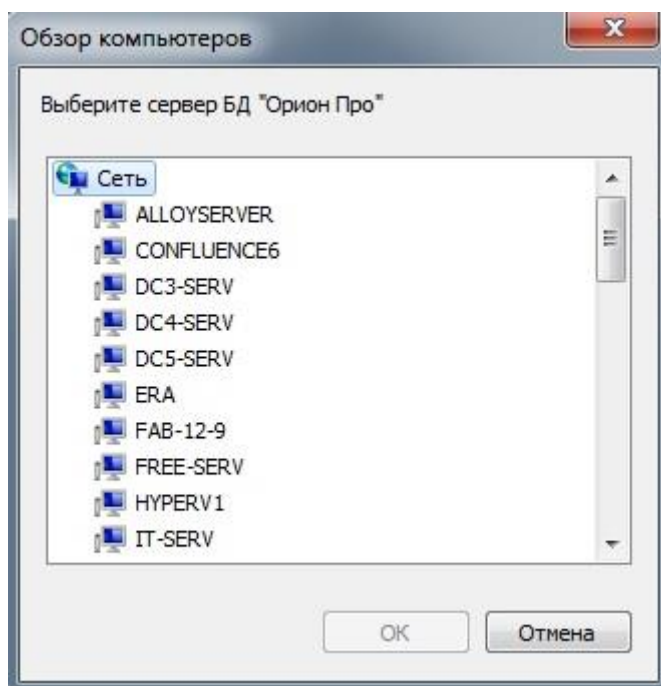 Обзор компьютеров
Выберите сервер БД "Орион Про"
Сеть
ALLOYSERVER
CONFLUENCE6
DC3-SERV
DC4-SERV
DC5-SERV
ERA
FAB-12-9
FREE-SERV
HYPERV1
IT-SERV
ОК Отмена